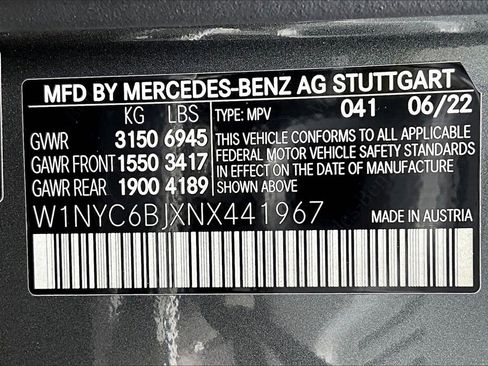 MFD BY MERCEDES-BENZ AG STUTTGART
KG LBS TYPE: MPV 041 06/22
GVWR 3150 6945
GAWR FRONT 1550 3417
GAWR REAR 1900 4189
THIS VEHICLE CONFORMS TO ALL APPLICABLE
FEDERAL MOTOR VEHICLE SAFETY STANDARDS
IN EFFECT ON THE DATE OF MANUFACTURE
SHOWN ABOVE.
W1NYC6BJXNX441967 MADE IN AUSTRIA